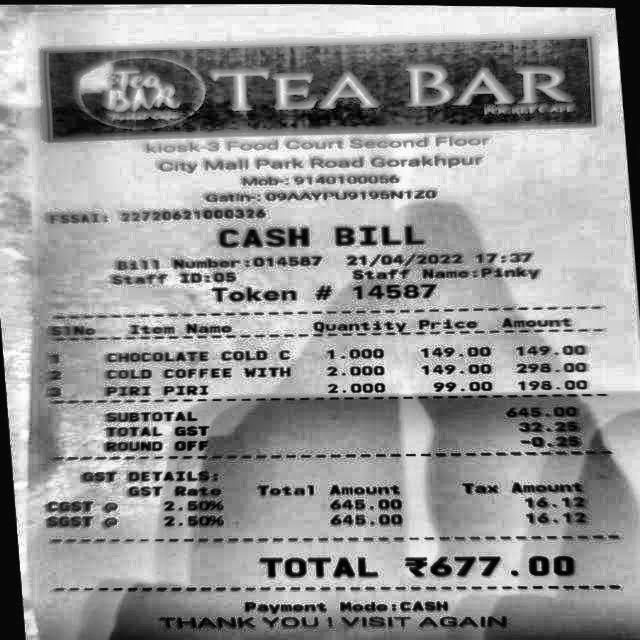 Tea
BAR
TEA BAR
kiosk-3 Food Court Second Floor
City Mall Park Road Gorakhpur
Mob-: 9140100056
Gatin-: 09AAYPU9195N1Z0
FSSAI: 22720621000326
CASH BILL
Bill Number:014587 21/04/2022 17:37
Staff ID:05 Staff Name:Pinky
Token # 14587
SlNo Item Name Quantity Price Amount
1 CHOCOLATE COLD C 1.000 149.00 149.00
2 COLD COFFEE WITH 2.000 149.00 298.00
3 PIRI PIRI 2.000 99.00 198.00
SUBTOTAL 645.00
TOTAL GST 32.25
ROUND OFF -0.25
GST DETAILS:
GST Rate Total Amount Tax Amount
CGST @ 2.50% 645.00 16.12
SGST @ 2.50% 645.00 16.12
TOTAL ₹677.00
Payment Mode:CASH
THANK YOU ! VISIT AGAIN